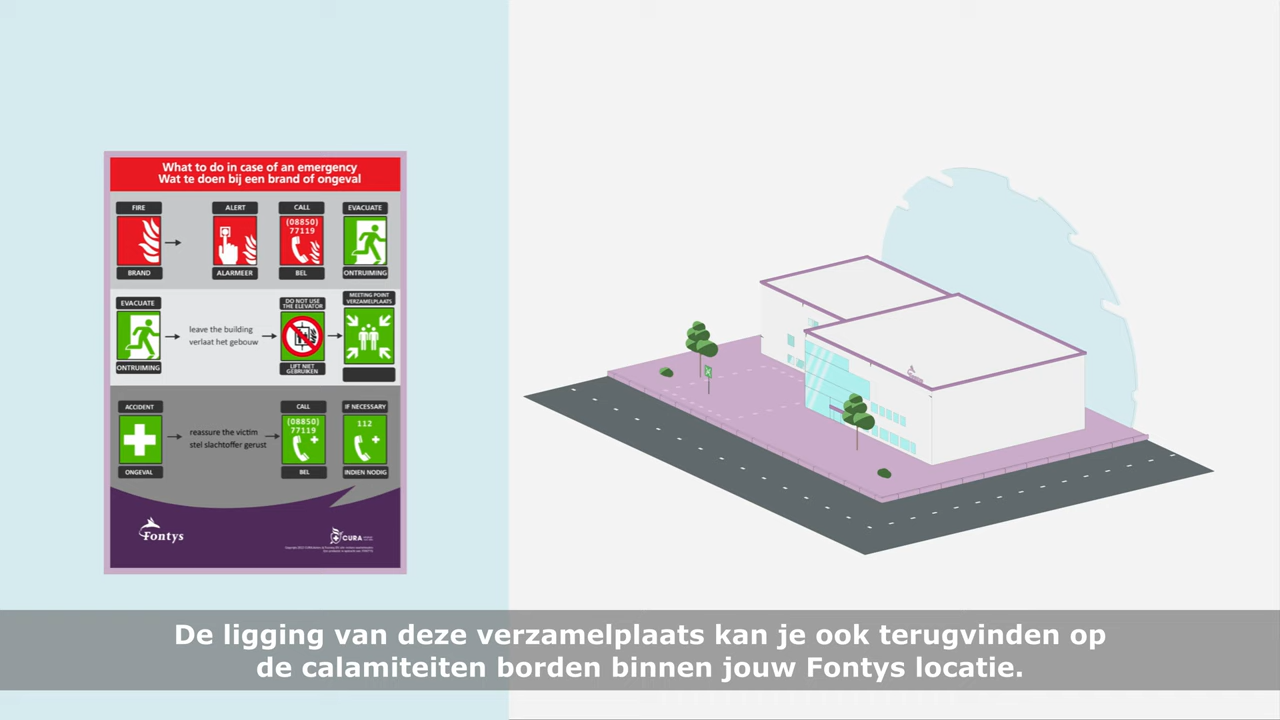 What to do in case of an emergency
Wat te doen bij een brand of ongeval
FIRE
ALERT
CALL
EVACUATE
(08850)
77119
BRAND
ALARMEER
BEL
ONTRUIMING
EVACUATE
DO NOT USE
THE ELEVATOR
MEETING POINT
VERZAMELPLAATS
leave the building
verlaat het gebouw
ONTRUIMING
LIFT NIET
GEBRUIKEN
ACCIDENT
CALL
IF NECESSARY
(08850)
77119
112
reassure the victim
stel slachtoffer gerust
ONGEVAL
BEL
INDIEN NODIG
Fontys
CURA
De ligging van deze verzamelplaats kan je ook terugvinden op
de calamiteiten borden binnen jouw Fontys locatie.